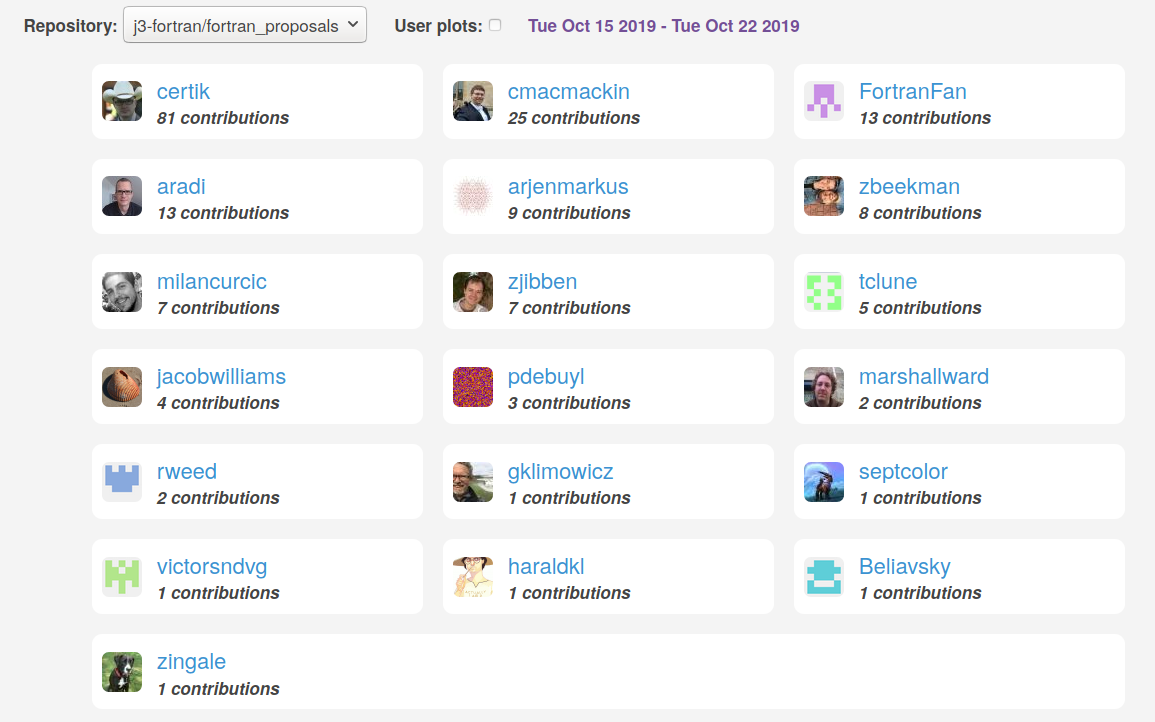 Repository: j3-fortran/fortran_proposals User plots: Tue Oct 15 2019 - Tue Oct 22 2019
certik
81 contributions
cmacmackin
25 contributions
FortranFan
13 contributions
aradi
13 contributions
arjenmarkus
9 contributions
zbeekman
8 contributions
milancurcic
7 contributions
zjibben
7 contributions
tclune
5 contributions
jacobwilliams
4 contributions
pdebuyl
3 contributions
marshallward
2 contributions
rweed
2 contributions
gklimowicz
1 contributions
septcolor
1 contributions
victorsndvg
1 contributions
haraldkl
1 contributions
Beliavsky
1 contributions
zingale
1 contributions